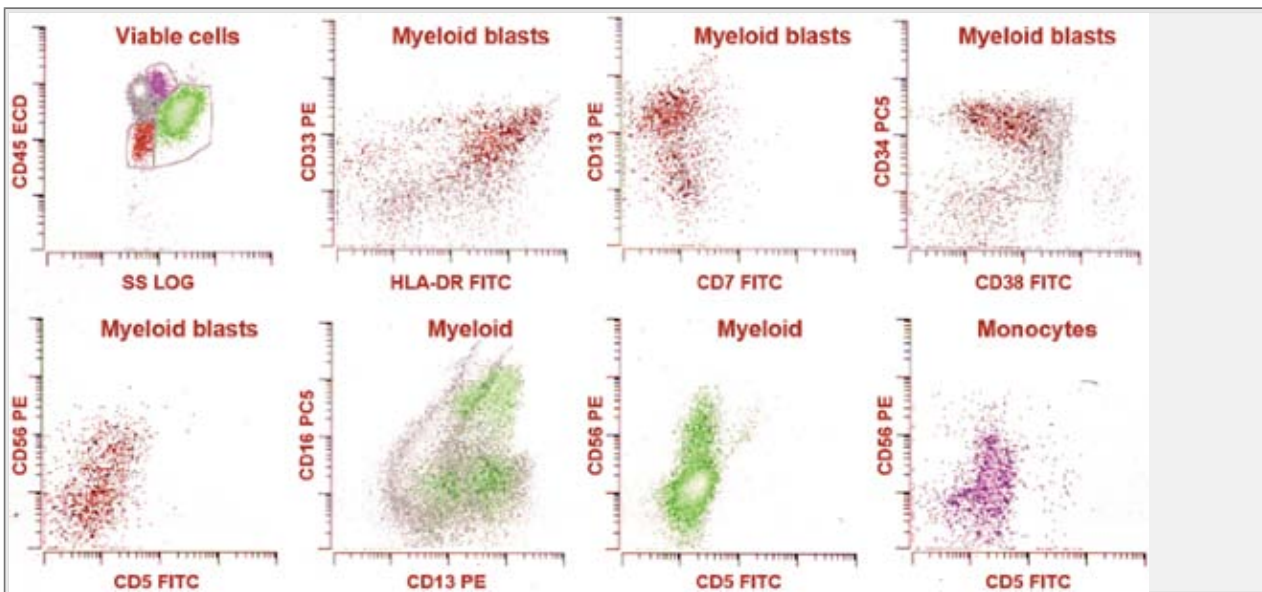 Viable cells
CD45 ECD
SS LOG
Myeloid blasts
CD33 PE
HLA-DR FITC
Myeloid blasts
CD13 PE
CD7 FITC
Myeloid blasts
CD34 PC5
CD38 FITC
Myeloid blasts
CD56 PE
CD5 FITC
Myeloid
CD16 PC5
CD13 PE
Myeloid
CD56 PE
CD5 FITC
Monocytes
CD56 PE
CD5 FITC